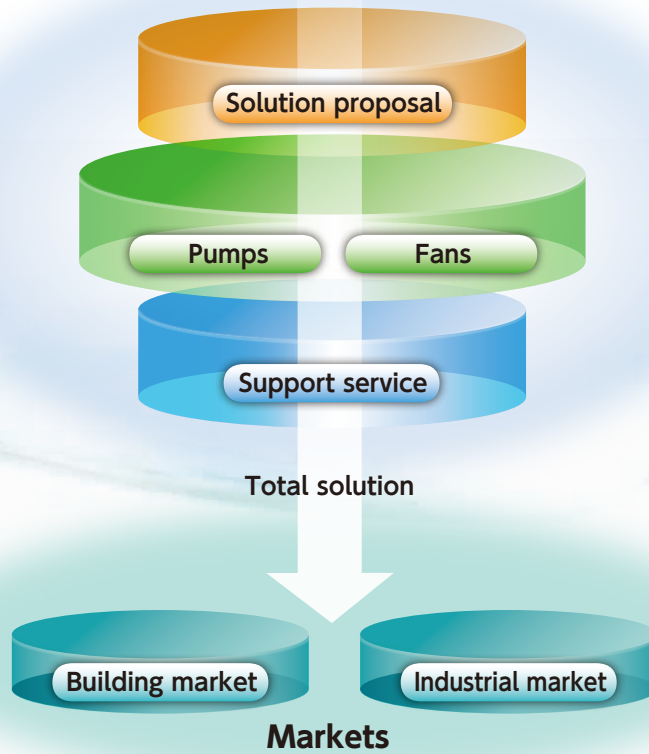 Solution proposal
Pumps
Fans
Support service
Total solution
Building market
Industrial market
Markets